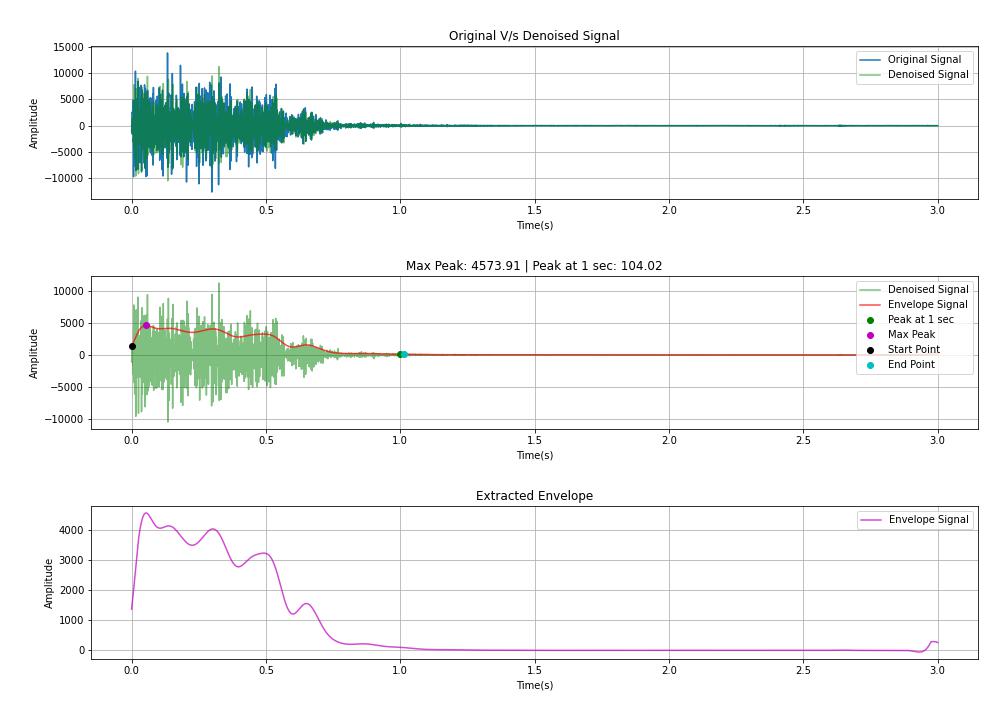 Original V/s Denoised Signal
15000
10000
5000
0
−5000
−10000
Amplitude
Original Signal
Denoised Signal
0.0 0.5 1.0 1.5 2.0 2.5 3.0
Time(s)
Max Peak: 4573.91 | Peak at 1 sec: 104.02
10000
5000
0
−5000
−10000
Amplitude
Denoised Signal
Envelope Signal
Peak at 1 sec
Max Peak
Start Point
End Point
0.0 0.5 1.0 1.5 2.0 2.5 3.0
Time(s)
Extracted Envelope
4000
3000
2000
1000
0
Amplitude
Envelope Signal
0.0 0.5 1.0 1.5 2.0 2.5 3.0
Time(s)